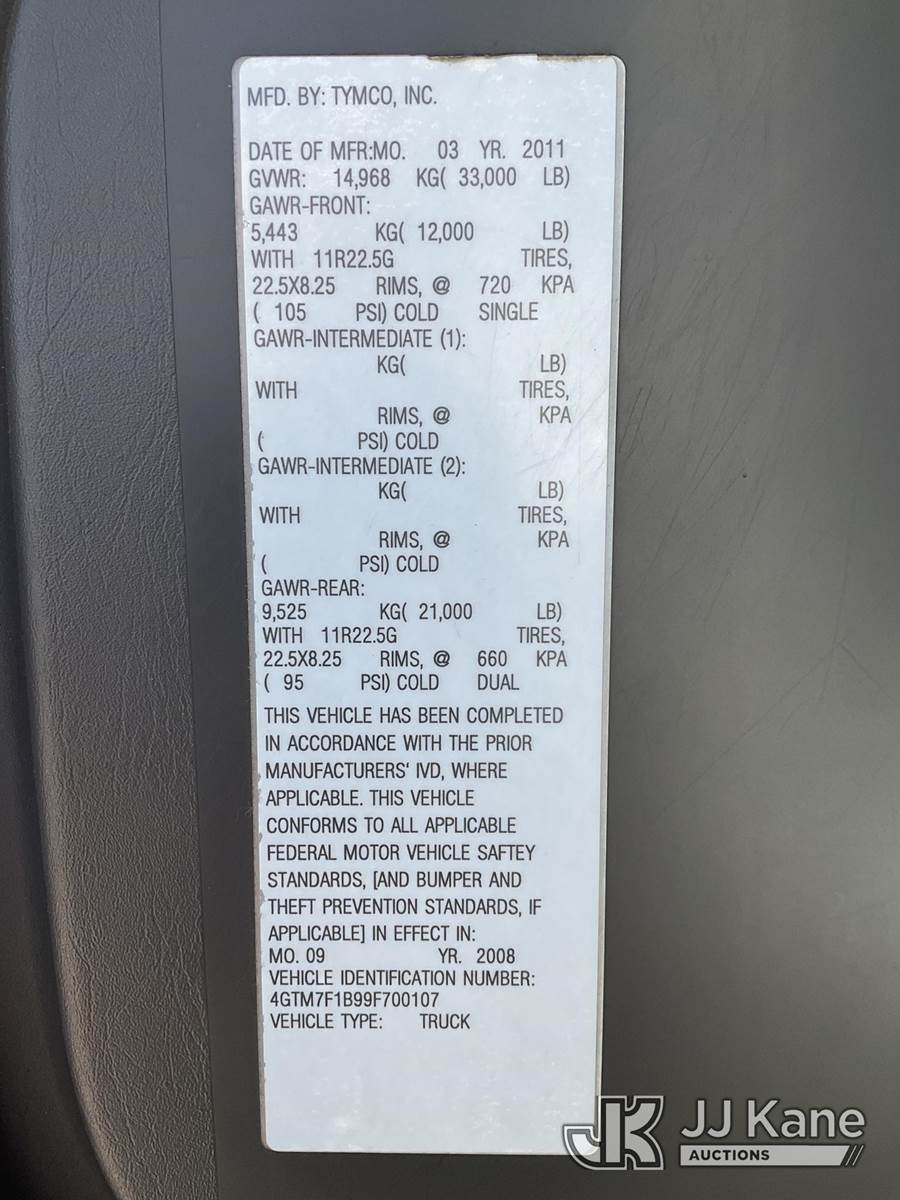 MFD. BY: TYMCO, INC.
DATE OF MFR:MO. 03 YR. 2011
GVWR: 14,968 KG( 33,000 LB)
GAWR-FRONT:
5,443 KG( 12,000 LB)
WITH 11R22.5G TIRES,
22.5X8.25 RIMS, @ 720 KPA
( 105 PSI) COLD SINGLE
GAWR-INTERMEDIATE (1):
KG( LB)
WITH TIRES,
RIMS, @ KPA
( PSI) COLD
GAWR-INTERMEDIATE (2):
KG( LB)
WITH TIRES,
RIMS, @ KPA
( PSI) COLD
GAWR-REAR:
9,525 KG( 21,000 LB)
WITH 11R22.5G TIRES,
22.5X8.25 RIMS, @ 660 KPA
( 95 PSI) COLD DUAL
THIS VEHICLE HAS BEEN COMPLETED
IN ACCORDANCE WITH THE PRIOR
MANUFACTURERS' IVD, WHERE
APPLICABLE. THIS VEHICLE
CONFORMS TO ALL APPLICABLE
FEDERAL MOTOR VEHICLE SAFTEY
STANDARDS, [AND BUMPER AND
THEFT PREVENTION STANDARDS, IF
APPLICABLE] IN EFFECT IN:
MO. 09 YR. 2008
VEHICLE IDENTIFICATION NUMBER:
4GTM7F1B99F700107
VEHICLE TYPE: TRUCK
JK JJ Kane
AUCTIONS